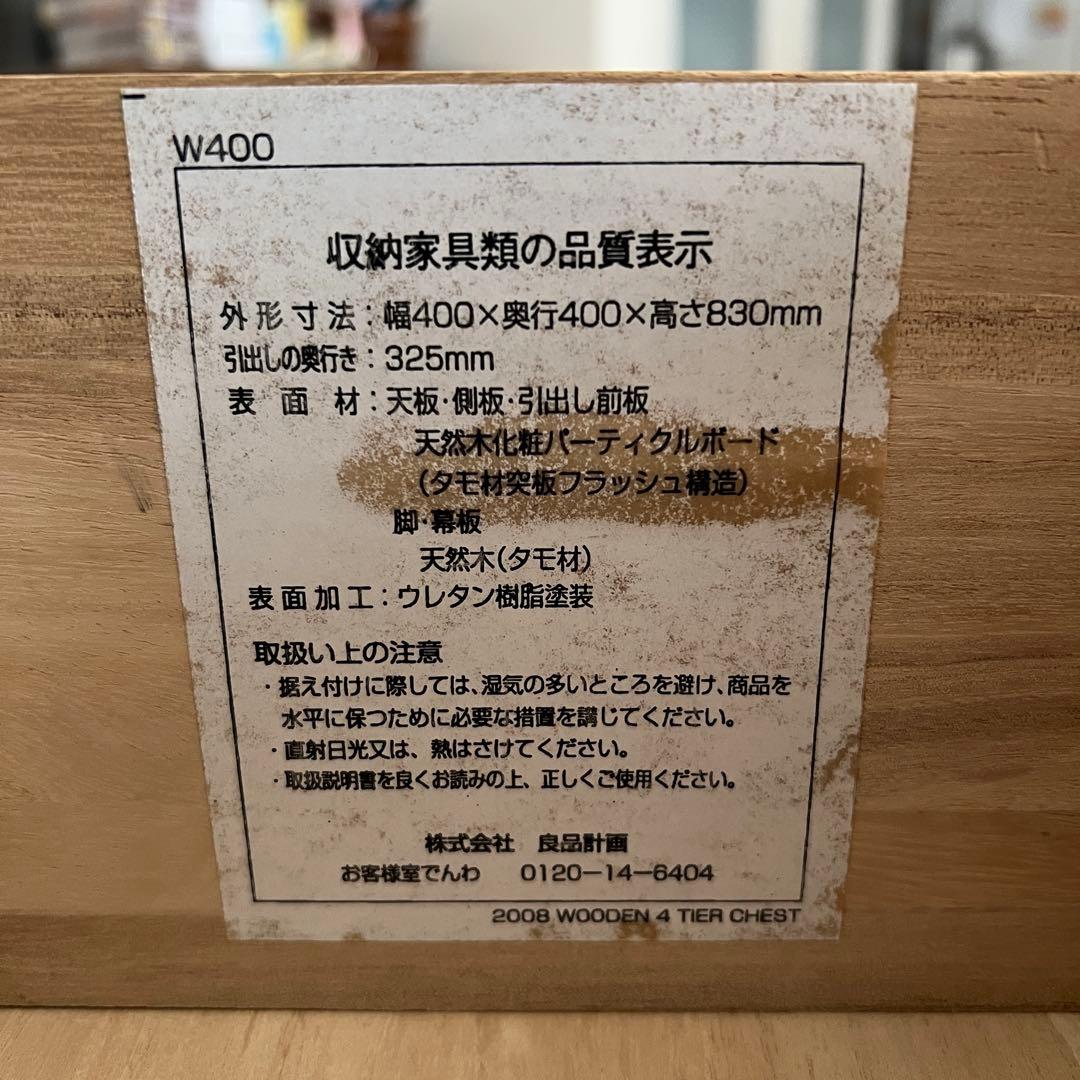 W400
収納家具類の品質表示
外形寸法：幅400×奥行400×高さ830mm
引出しの奥行き：325mm
表面材：天板・側板・引出し前板
天然木化粧パーティクルボード
（タモ材突板フラッシュ構造）
脚・幕板
天然木（タモ材）
表面加工：ウレタン樹脂塗装
取扱い上の注意
・据え付けに際しては、湿気の多いところを避け、商品を
水平に保つために必要な措置を講じてください。
・直射日光又は、熱はさけてください。
・取扱説明書を良くお読みの上、正しくご使用ください。
株式会社 良品計画
お客様室でんわ 0120－14－6404
2008 WOODEN 4 TIER CHEST